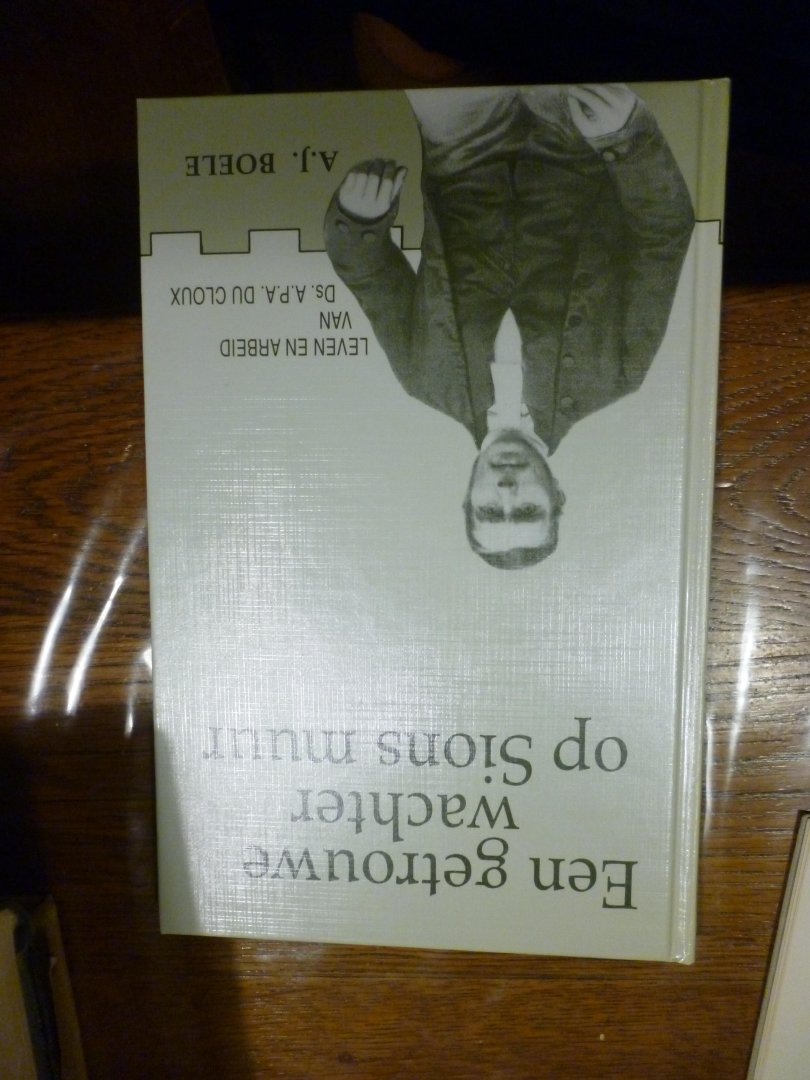 Een getrouwe
wachter
op Sions muur
LEVEN EN ARBEID
VAN
Ds. A.P.A. DU CLOUX
A.J. BOELE